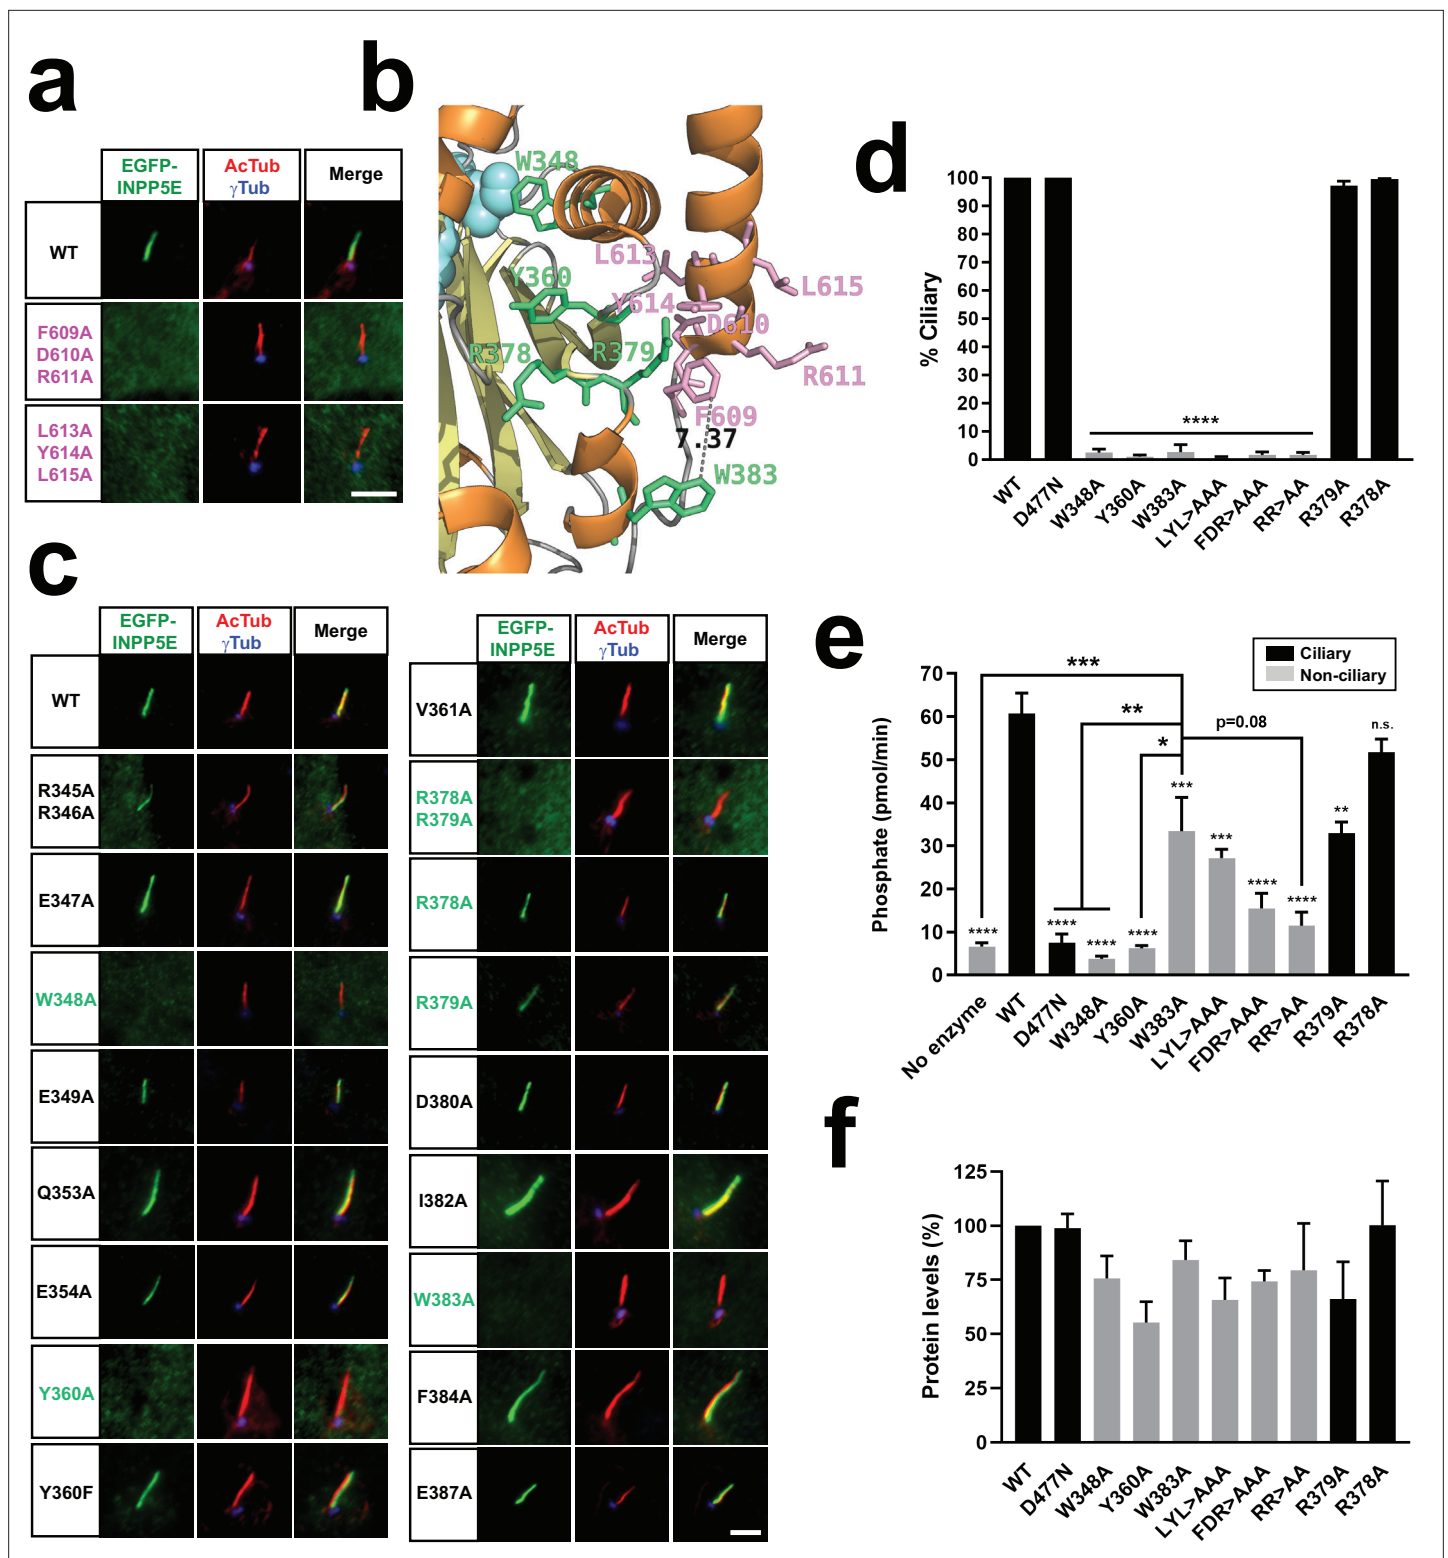 a
EGFP-
INPP5E
AcTub
γTub
Merge
WT
F609A
D610A
R611A
L613A
Y614A
L615A
b
W348
L613
Y360
L615
Y614
D610
R378
R379
R611
F609
7.37
W383
c
EGFP-
INPP5E
AcTub
γTub
Merge
WT
R345A
R346A
E347A
W348A
E349A
Q353A
E354A
Y360A
Y360F
EGFP-
INPP5E
AcTub
γTub
Merge
V361A
R378A
R379A
R378A
R379A
D380A
I382A
W383A
F384A
E387A
d
% Ciliary
100
90
80
70
60
50
40
30
20
10
0
****
WT
D477N
W348A
Y360A
W383A
LYL>AAA
FDR>AAA
RR>AA
R379A
R378A
e
Ciliary
Non-ciliary
Phosphate (pmol/min)
70
60
50
40
30
20
10
0
***
**
p=0.08
*
n.s.
***
**
***
****
****
****
****
****
****
No enzyme
WT
D477N
W348A
Y360A
W383A
LYL>AAA
FDR>AAA
RR>AA
R379A
R378A
f
Protein levels (%)
125
100
75
50
25
0
WT
D477N
W348A
Y360A
W383A
LYL>AAA
FDR>AAA
RR>AA
R379A
R378A